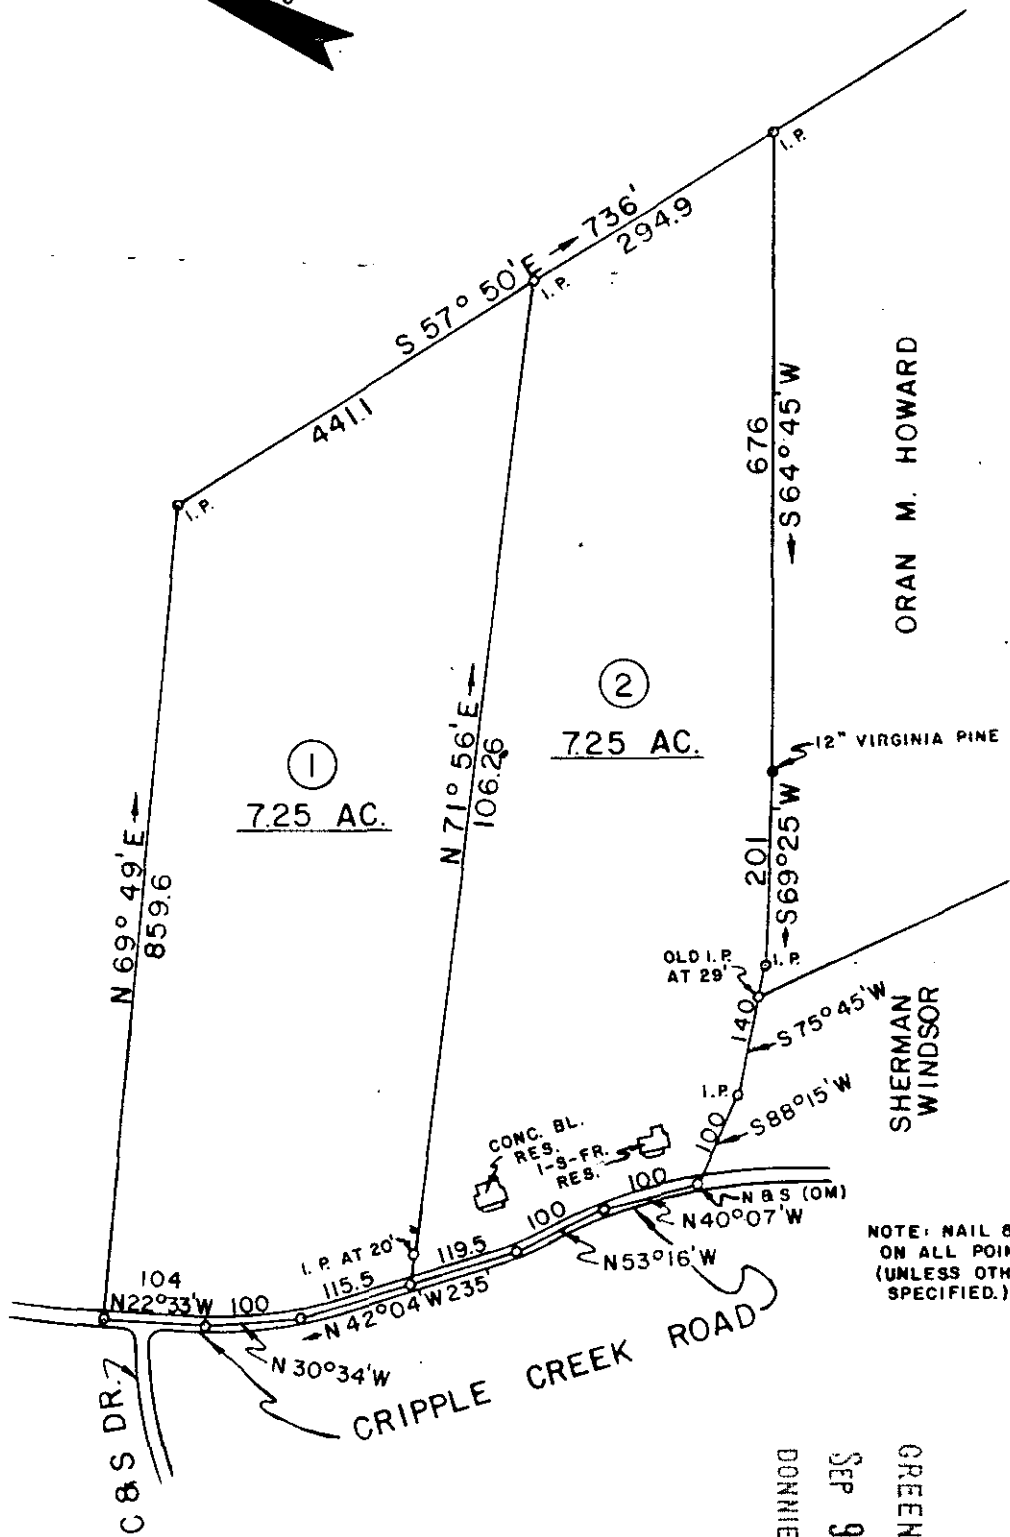 I.P.
S 57° 50' E → 736'
294.9
I.P.
441.1
I.P.
676
← S 64° 45' W
ORAN M. HOWARD
N 71° 56' E →
106.26
2
7.25 AC.
1
7.25 AC.
12" VIRGINIA PINE
N 69° 49' E →
859.6
201
← S 69° 25' W
OLD I.P.
AT 29'
I.P.
140
S 75° 45' W
SHERMAN
WINDSOR
I.P.
100
S 88° 15' W
CONC. BL.
RES.
1-S-FR.
RES.
100
N & S (OM)
N 40° 07' W
100
N 53° 16' W
NOTE: NAIL &
ON ALL POIN
(UNLESS OTH
SPECIFIED.)
I.P. AT 20'
119.5
115.5
← N 42° 04' W 235'
104
N 22° 33' W
100
N 30° 34' W
CRIPPLE CREEK ROAD
C & S DR.
GREEN
SEP 9
DONNIE